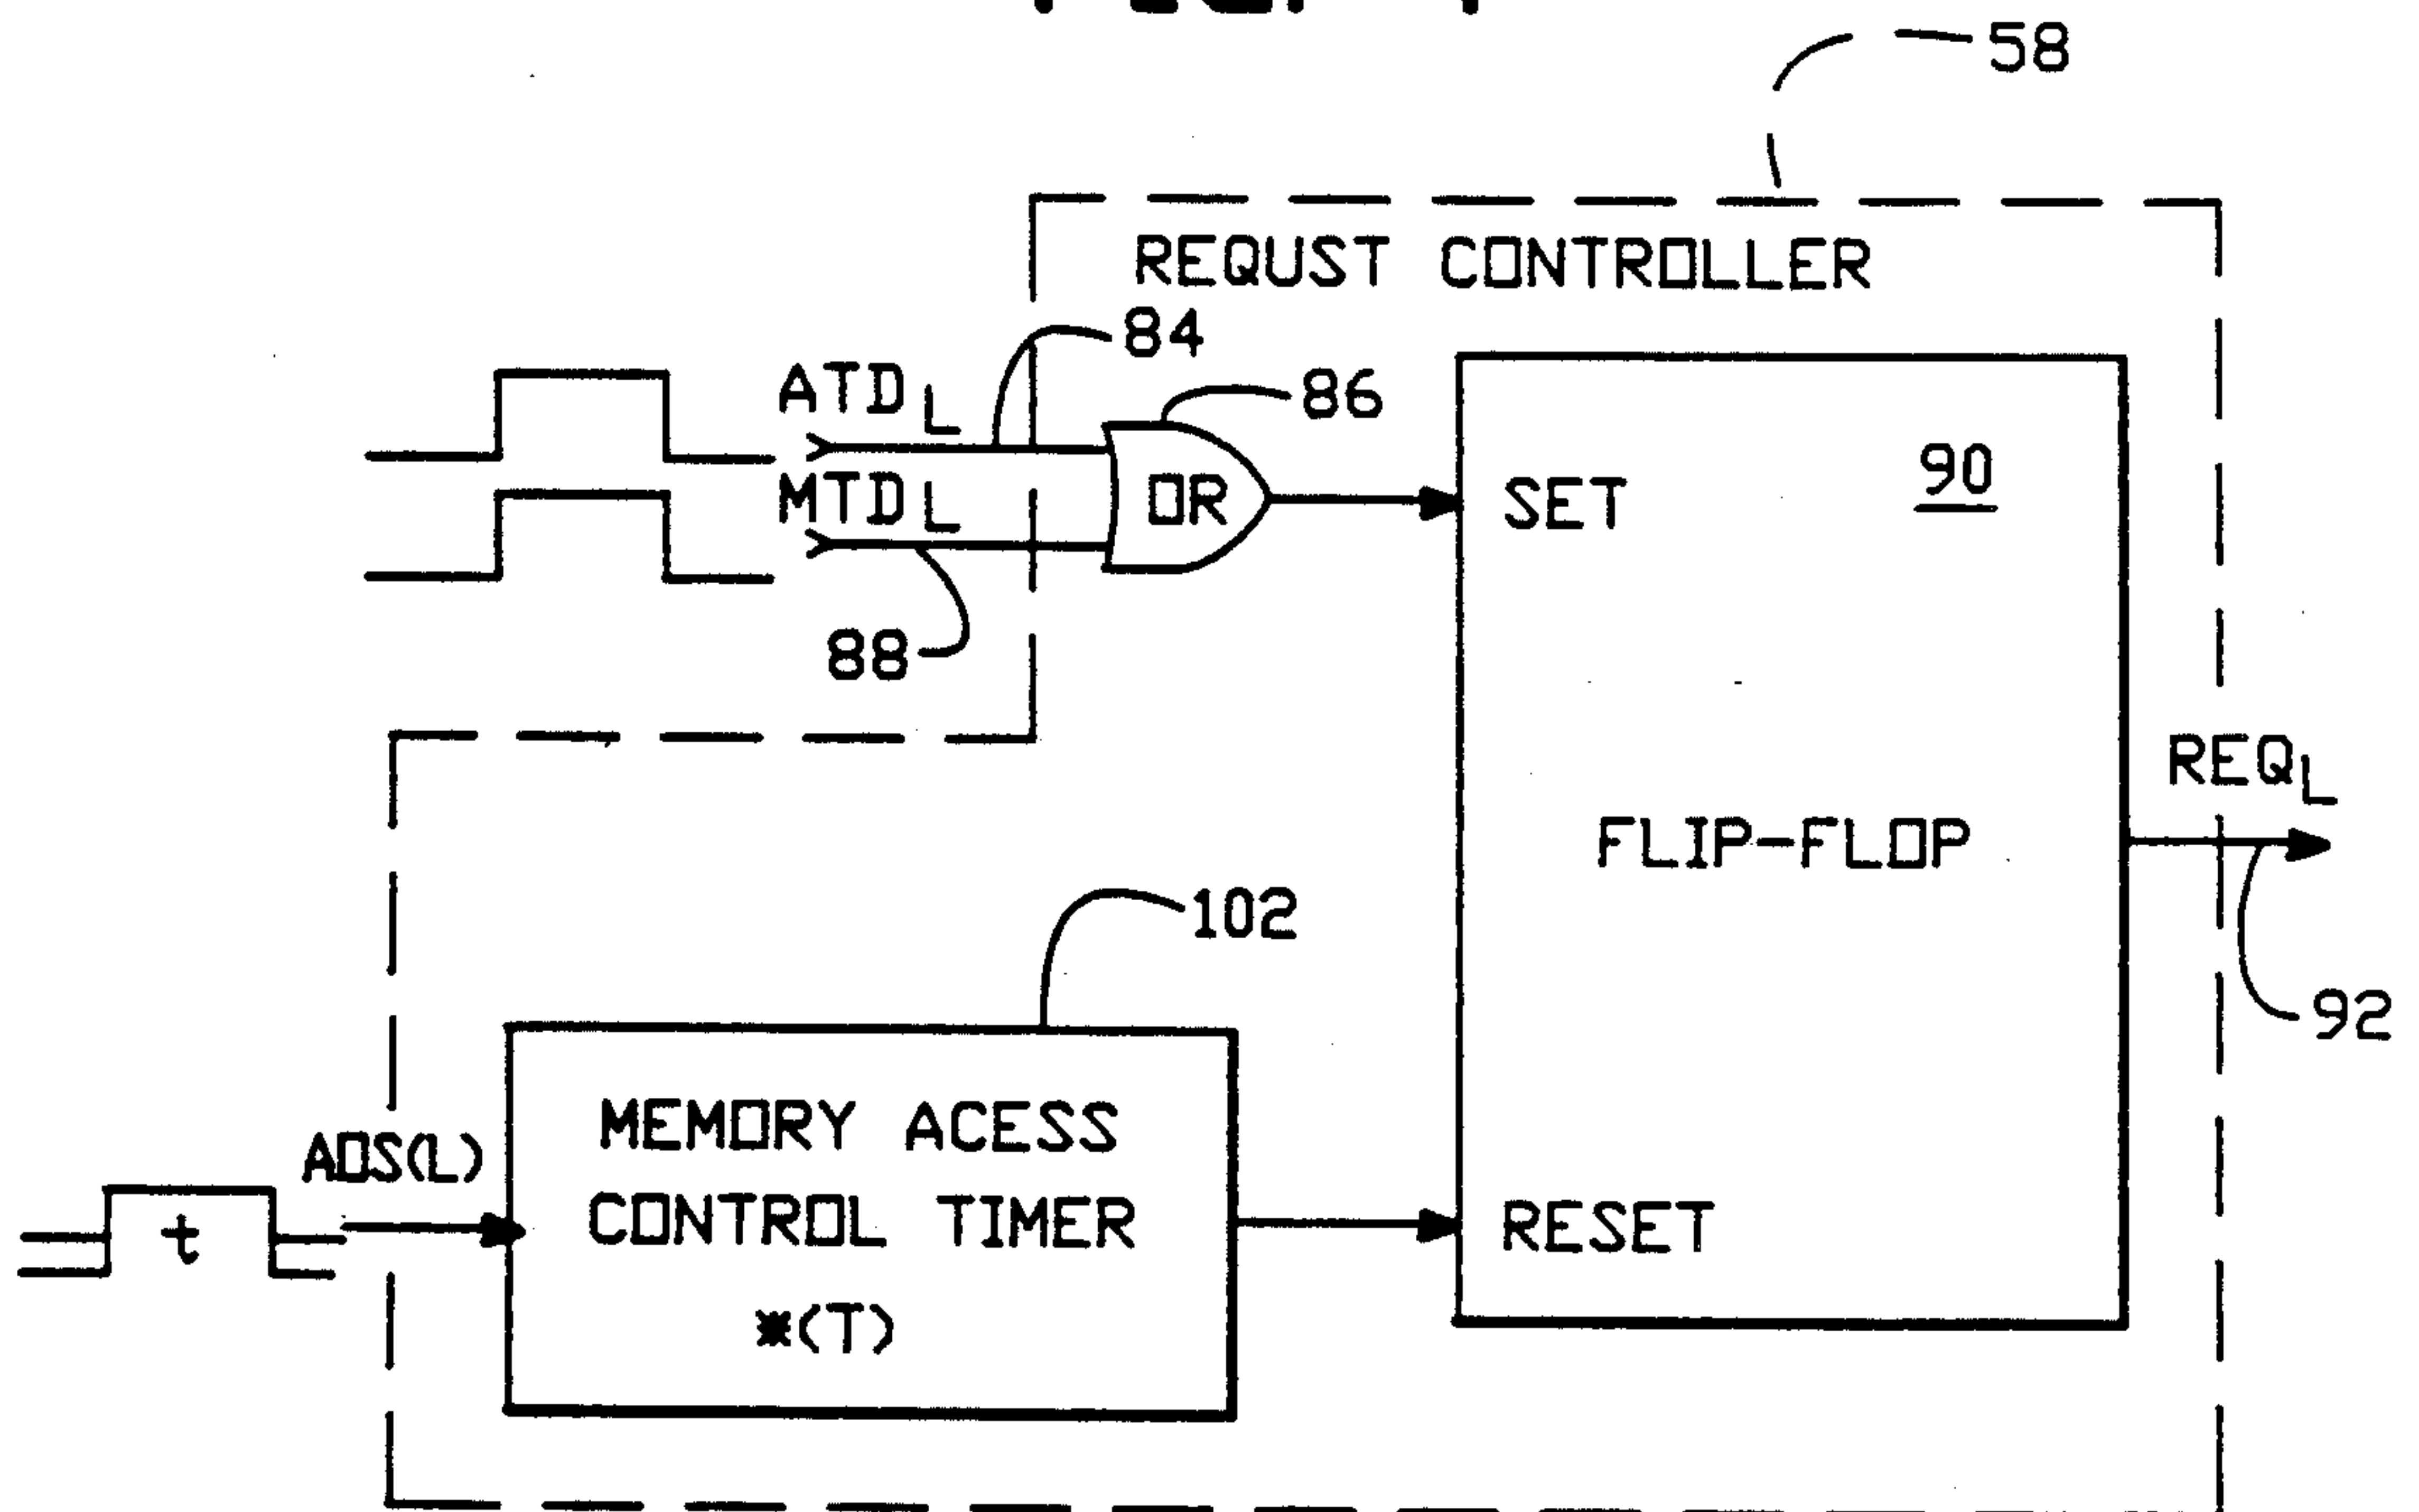 58
REQUST CONTROLLER
84
ATD L
86
MTD L
OR
SET
90
88
REQ L
FLIP-FLOP
102
92
MEMORY ACESS
ADS(L)
CONTROL TIMER
t
RESET
*(T)